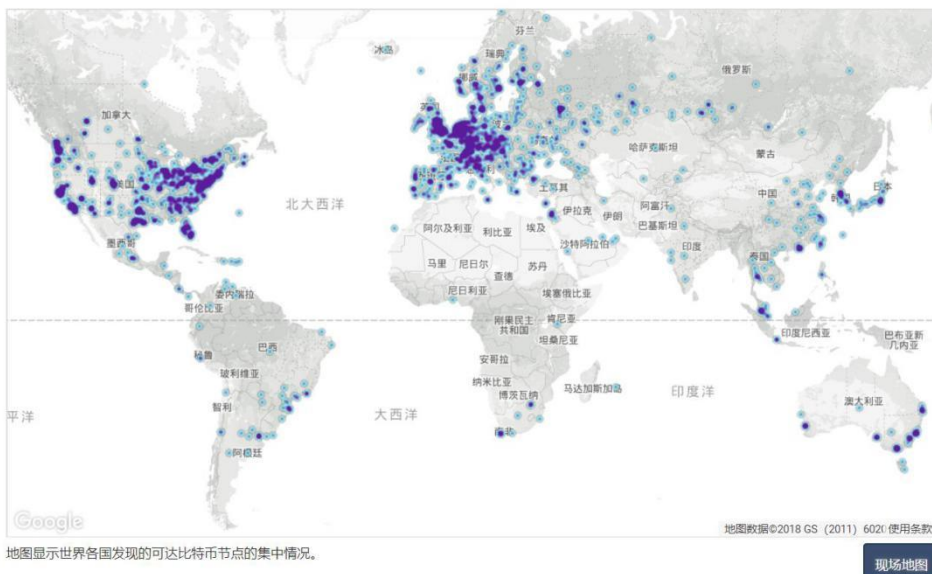 芬兰
冰岛
瑞典
俄罗斯
挪威
英国
加拿大
哈萨克斯坦
蒙古
美国
土耳其
中国
韩国
日本
北大西洋
伊拉克
伊朗
阿富汗
阿尔及利亚
利比亚
埃及
巴基斯坦
沙特阿拉伯
印度
墨西哥
马里
尼日尔
苏丹
泰国
查德
尼日利亚
埃塞俄比亚
委内瑞拉
哥伦比亚
刚果民主
共和国
肯尼亚
印度尼西亚
巴布亚新
几内亚
坦桑尼亚
秘鲁
巴西
安哥拉
玻利维亚
纳米比亚
博茨瓦纳
马达加斯加岛
印度洋
澳大利亚
智利
平洋
大西洋
南非
阿根廷
Google
地图数据©2018 GS（2011）6020 使用条款
地图显示世界各国发现的可达比特币节点的集中情况。
现场地图